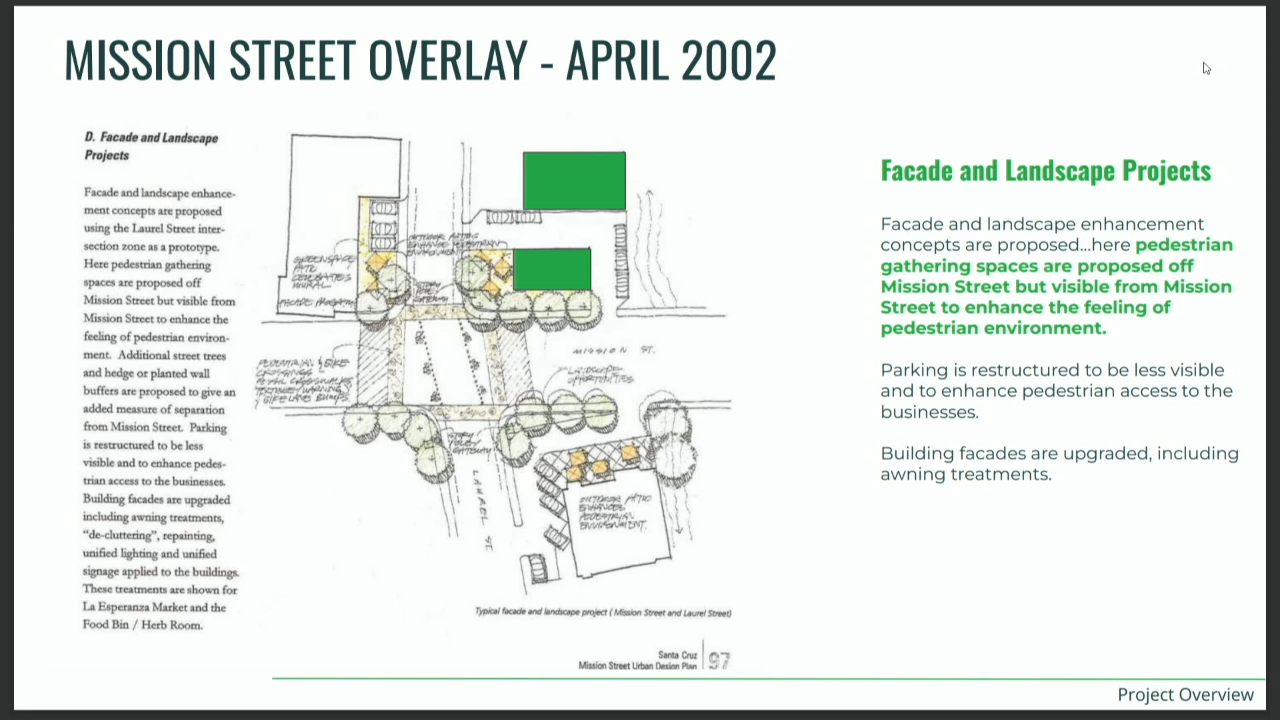 MISSION STREET OVERLAY - APRIL 2002
D. Facade and Landscape
Projects
Facade and landscape enhance-
ment concepts are proposed
using the Laurel Street inter-
section zone as a prototype.
Here pedestrian gathering
spaces are proposed off
Mission Street but visible from
Mission Street to enhance the
feeling of pedestrian environ-
ment. Additional street trees
and hedge or planted wall
buffers are proposed to give an
added measure of separation
from Mission Street. Parking
is restructured to be less
visible and to enhance pedes-
trian access to the businesses.
Building facades are upgraded
including awning treatments,
"de-cluttering", repainting,
unified lighting and unified
signage applied to the buildings.
These treatments are shown for
La Esperanza Market and the
Food Bin / Herb Room.
MISSION ST.
LAUREL ST.
OUTDOOR PATIO
ENHANCES
PEDESTRIAN
ENVIRONMENT.
Typical facade and landscape project ( Mission Street and Laurel Street)
Santa Cruz
Mission Street Urban Design Plan
97
Facade and Landscape Projects
Facade and landscape enhancement
concepts are proposed...here pedestrian
gathering spaces are proposed off
Mission Street but visible from Mission
Street to enhance the feeling of
pedestrian environment.
Parking is restructured to be less visible
and to enhance pedestrian access to the
businesses.
Building facades are upgraded, including
awning treatments.
Project Overview